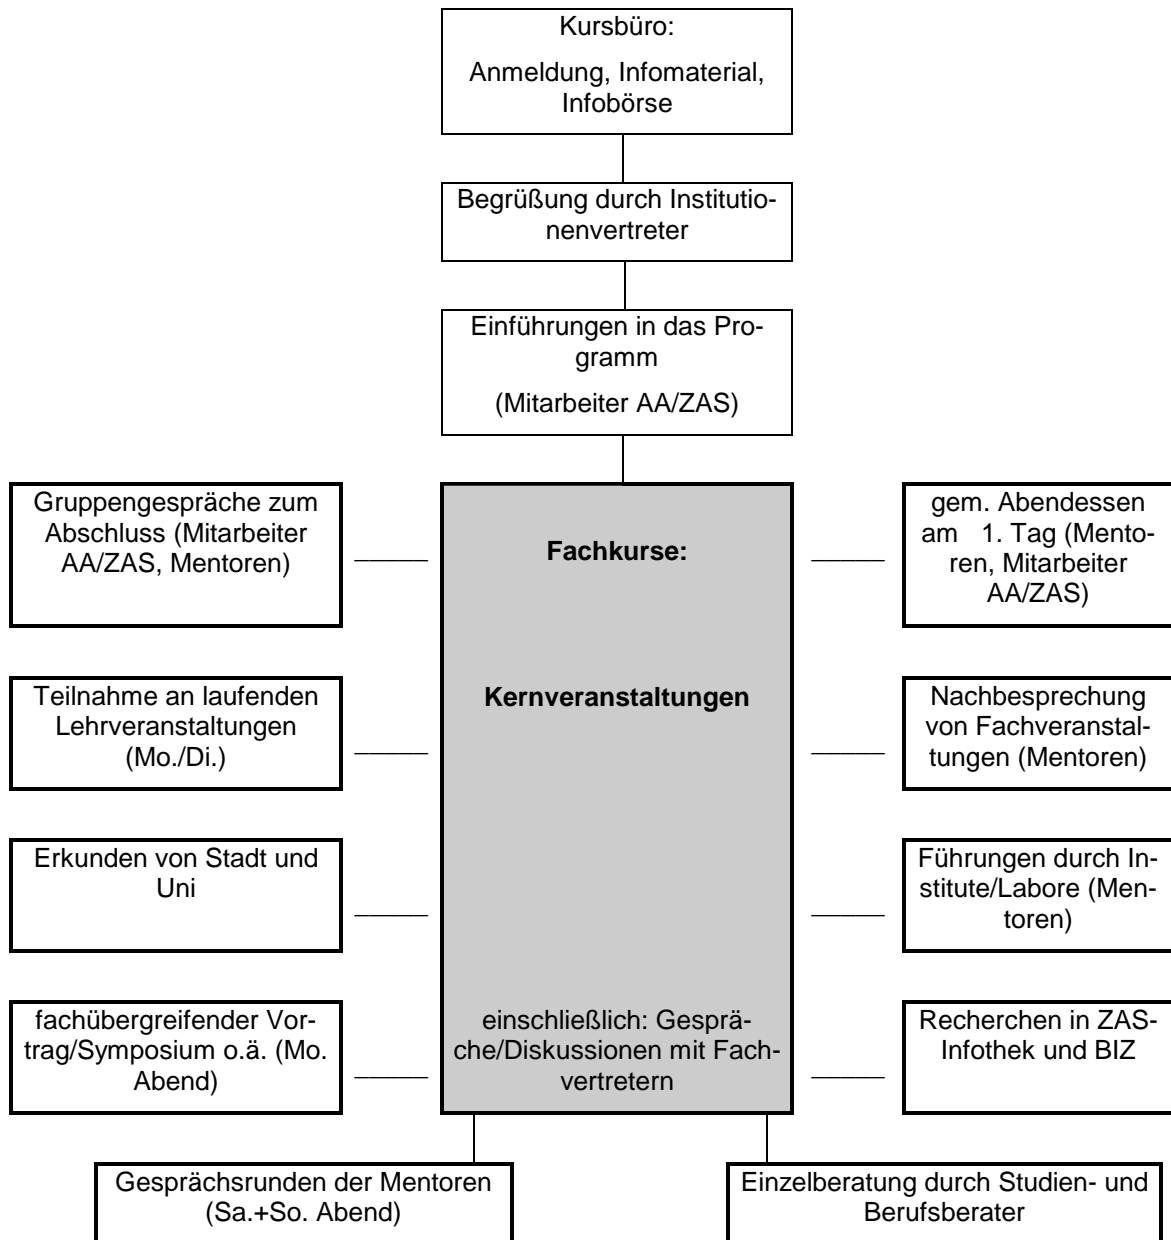 Kursbüro:
Anmeldung, Infomaterial,
Infobörse
Begrüßung durch Institutio-
nenvertreter
Einführungen in das Pro-
gramm
(Mitarbeiter AA/ZAS)
Gruppengespräche zum
Abschluss (Mitarbeiter
AA/ZAS, Mentoren)
Fachkurse:
gem. Abendessen
am 1. Tag (Mento-
ren, Mitarbeiter
AA/ZAS)
Teilnahme an laufenden
Lehrveranstaltungen
(Mo./Di.)
Kernveranstaltungen
Nachbesprechung
von Fachveranstal-
tungen (Mentoren)
Erkunden von Stadt und
Uni
Führungen durch In-
stitute/Labore (Men-
toren)
fachübergreifender Vor-
trag/Symposium o.ä. (Mo.
Abend)
einschließlich: Gesprä-
che/Diskussionen mit Fach-
vertretern
Recherchen in ZAS-
Infothek und BIZ
Gesprächsrunden der Mentoren
(Sa.+So. Abend)
Einzelberatung durch Studien- und
Berufsberater